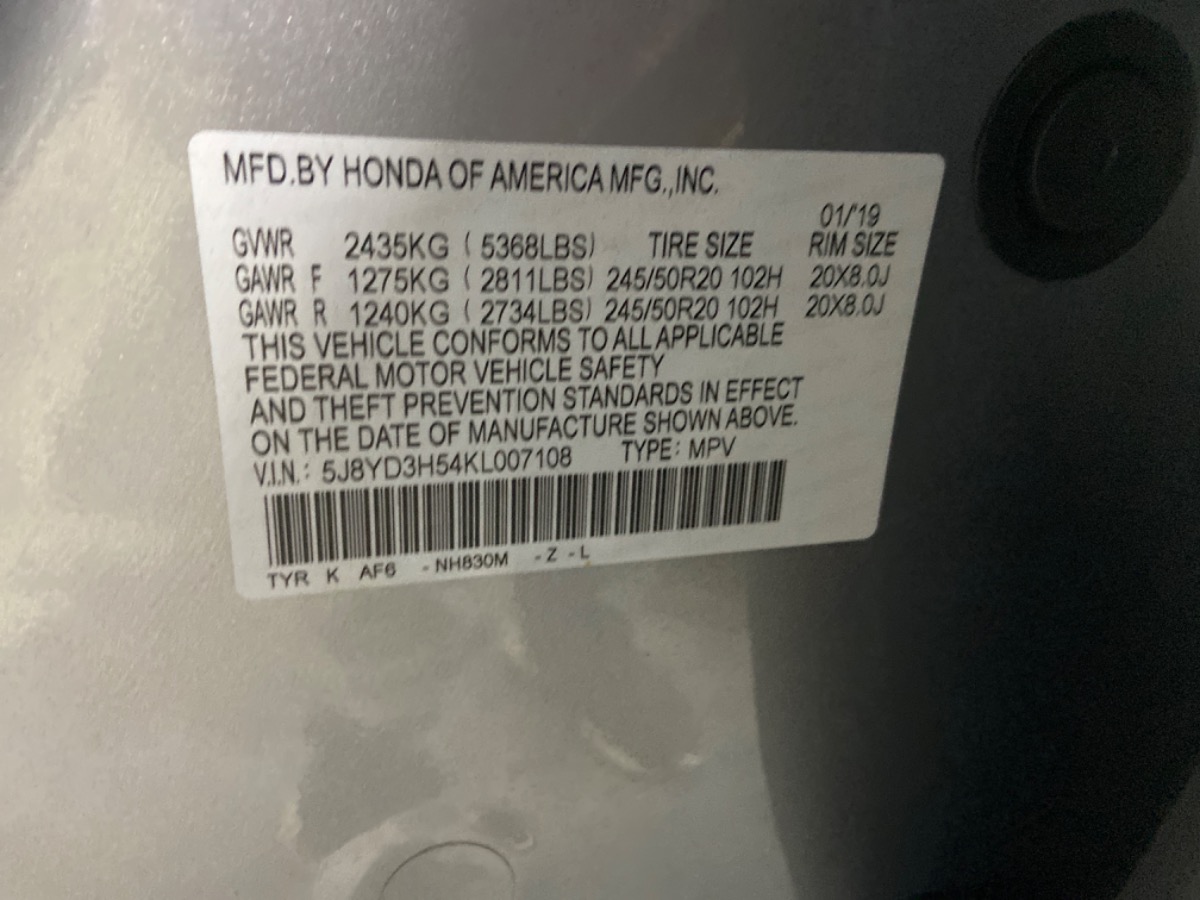 MFD.BY HONDA OF AMERICA MFG.,INC.
01/'19
GVWR 2435KG ( 5368LBS) TIRE SIZE RIM SIZE
GAWR F 1275KG ( 2811LBS) 245/50R20 102H 20X8.0J
GAWR R 1240KG ( 2734LBS) 245/50R20 102H 20X8.0J
THIS VEHICLE CONFORMS TO ALL APPLICABLE
FEDERAL MOTOR VEHICLE SAFETY
AND THEFT PREVENTION STANDARDS IN EFFECT
ON THE DATE OF MANUFACTURE SHOWN ABOVE.
V.I.N.: 5J8YD3H54KL007108 TYPE: MPV
TYR K AF6 -NH830M -Z -L